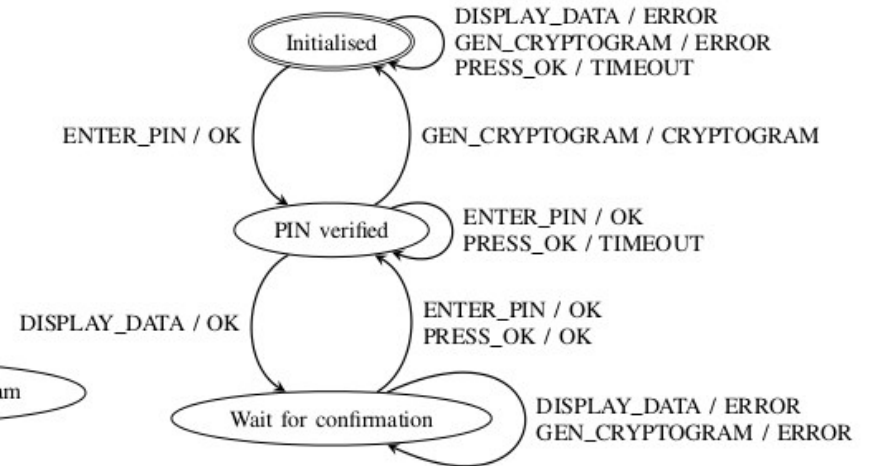 Initialised
DISPLAY_DATA / ERROR
GEN_CRYPTOGRAM / ERROR
PRESS_OK / TIMEOUT
ENTER_PIN / OK
GEN_CRYPTOGRAM / CRYPTOGRAM
PIN verified
ENTER_PIN / OK
PRESS_OK / TIMEOUT
DISPLAY_DATA / OK
ENTER_PIN / OK
PRESS_OK / OK
am
Wait for confirmation
DISPLAY_DATA / ERROR
GEN_CRYPTOGRAM / ERROR